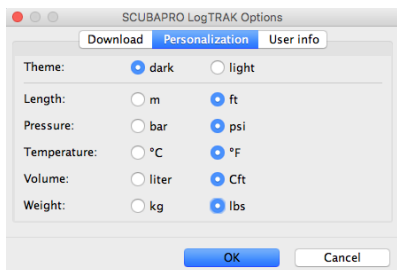 SCUBAPRO LogTRAK Options
Download Personalization User info
Theme: dark light
Length: m ft
Pressure: bar psi
Temperature: °C °F
Volume: liter Cft
Weight: kg lbs
OK Cancel